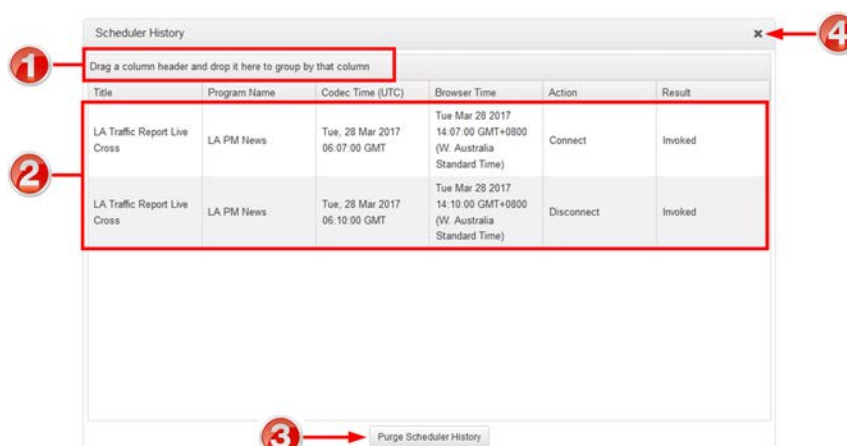 Scheduler History
4
1
Drag a column header and drop it here to group by that column
Title Program Name Codec Time (UTC) Browser Time Action Result
2
LA Traffic Report Live Cross LA PM News Tue, 28 Mar 2017 06:07:00 GMT Tue Mar 28 2017 14:07:00 GMT+0800 (W. Australia Standard Time) Connect Invoked
LA Traffic Report Live Cross LA PM News Tue, 28 Mar 2017 06:10:00 GMT Tue Mar 28 2017 14:10:00 GMT+0800 (W. Australia Standard Time) Disconnect Invoked
3
Purge Scheduler History